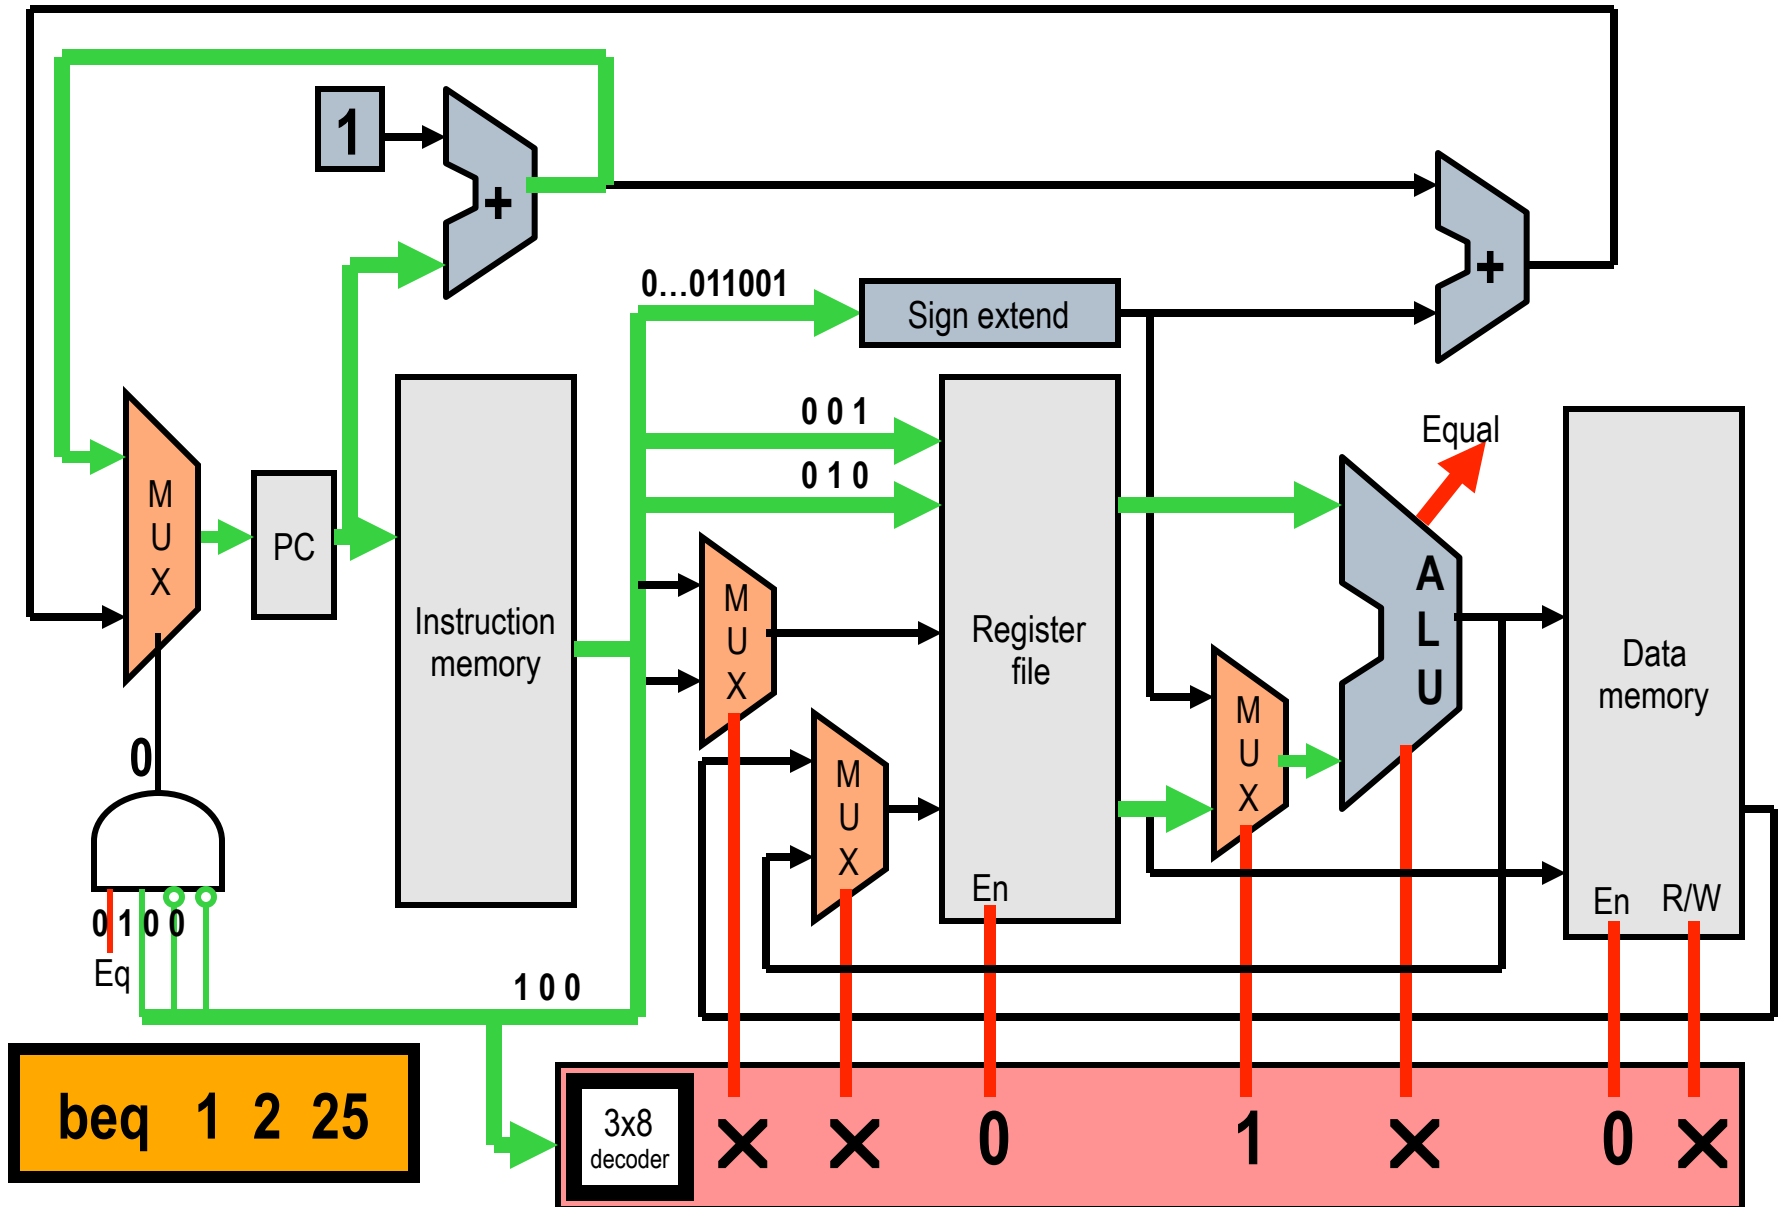 1
+
+
0...011001
Sign extend
0 0 1
0 1 0
Equal
M
U
X
PC
Instruction
memory
M
U
X
Register
file
A
L
U
Data
memory
M
U
X
M
U
X
0
En
En R/W
0 1 0 0
Eq
1 0 0
beq 1 2 25
3x8
decoder
X X 0 1 X 0 X